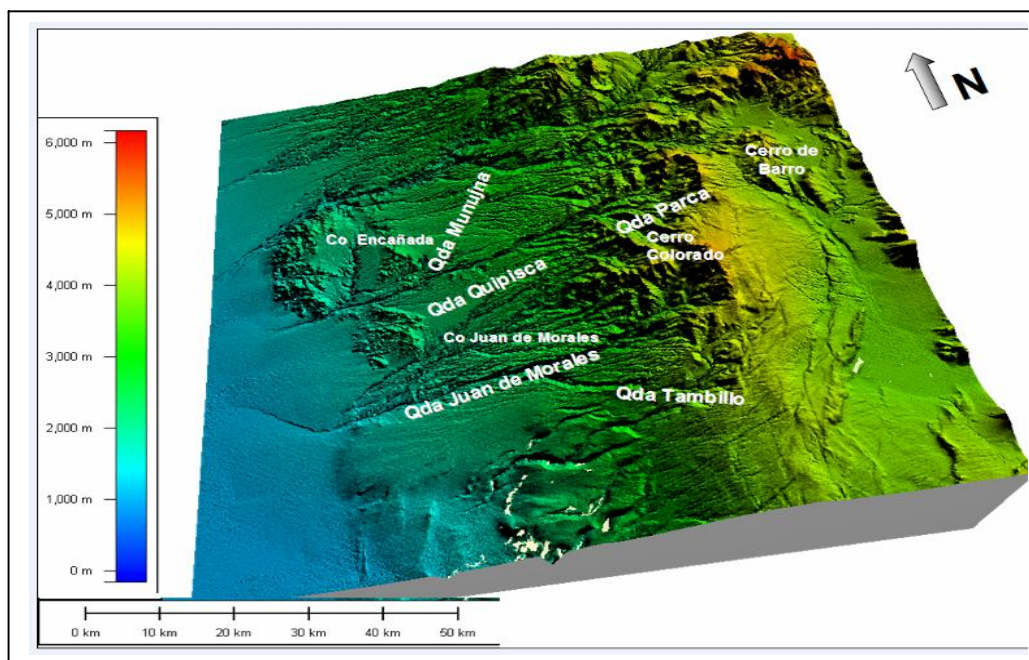 N
6,000 m
5,000 m
4,000 m
3,000 m
2,000 m
1,000 m
0 m
Cerro de
Barro
Qda Parca
Cerro
Colorado
Qda Munujna
Co Encañada
Qda Quipisca
Co Juan de Morales
Qda Juan de Morales
Qda Tambillo
0 km
10 km
20 km
30 km
40 km
50 km